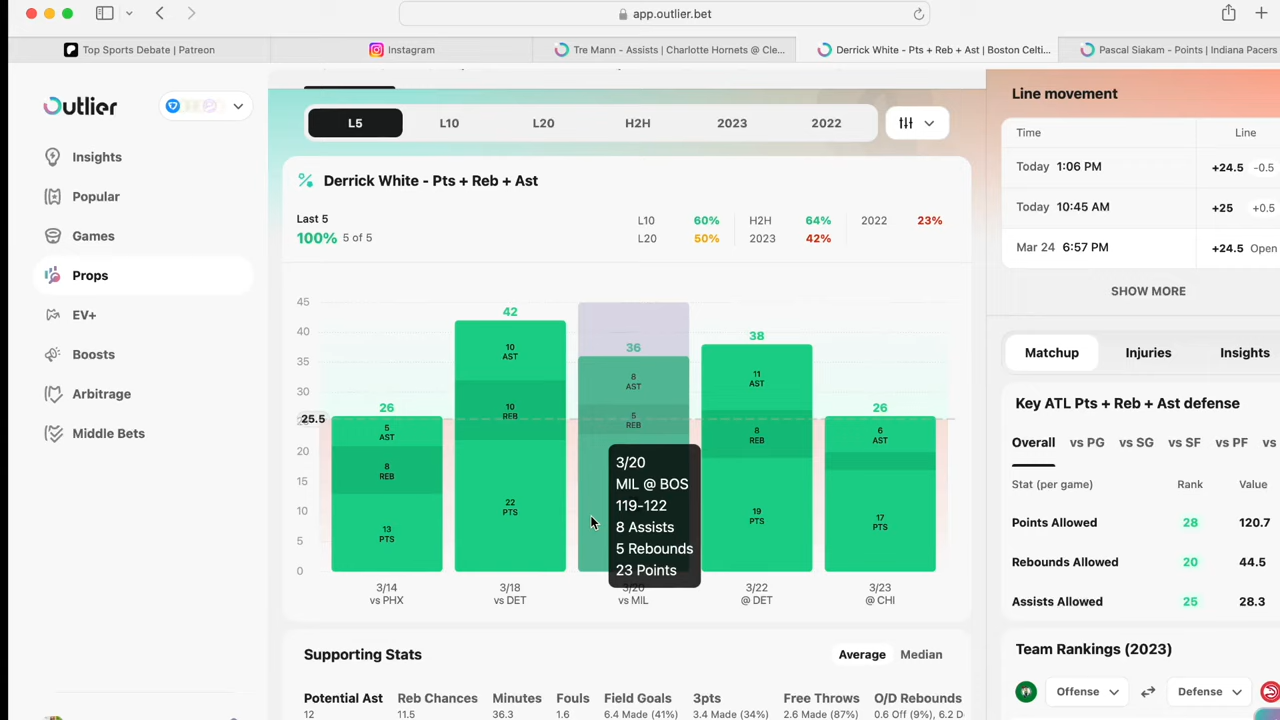 app.outlier.bet
Top Sports Debate | Patreon
Instagram
Tre Mann - Assists | Charlotte Hornets @ Cle...
Derrick White - Pts + Reb + Ast | Boston Celti...
Pascal Siakam - Points | Indiana Pacers
Outlier
Insights
Popular
Games
Props
EV+
Boosts
Arbitrage
Middle Bets
L5 L10 L20 H2H 2023 2022
Derrick White - Pts + Reb + Ast
Last 5
100% 5 of 5
L10 60% H2H 64% 2022 23%
L20 50% 2023 42%
45
40
35
30
25.5
20
15
10
5
0
26
5
AST
8
REB
13
PTS
3/14
vs PHX
42
10
AST
10
REB
22
PTS
3/18
vs DET
36
8
AST
5
REB
3/20
MIL @ BOS
119-122
8 Assists
5 Rebounds
23 Points
3/20
vs MIL
38
11
AST
8
REB
19
PTS
3/22
@ DET
26
6
AST
17
PTS
3/23
@ CHI
Supporting Stats
Average Median
Potential Ast Reb Chances Minutes Fouls Field Goals 3pts Free Throws O/D Rebounds
12 11.5 36.3 1.6 6.4 Made (41%) 3.4 Made (34%) 2.6 Made (87%) 0.6 Off (9%), 6.2 D
Line movement
Time Line
Today 1:06 PM +24.5 -0.5
Today 10:45 AM +25 +0.5
Mar 24 6:57 PM +24.5 Open
SHOW MORE
Matchup Injuries Insights
Key ATL Pts + Reb + Ast defense
Overall vs PG vs SG vs SF vs PF vs
Stat (per game) Rank Value
Points Allowed 28 120.7
Rebounds Allowed 20 44.5
Assists Allowed 25 28.3
Team Rankings (2023)
Offense Defense